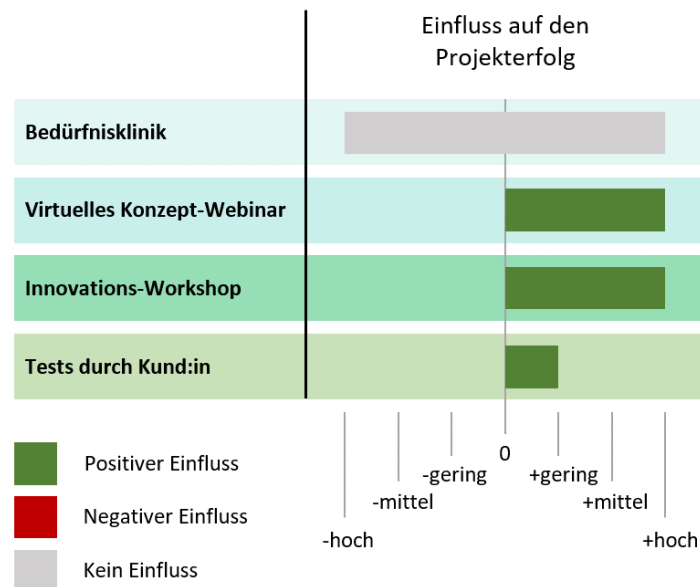 Einfluss auf den
Projekterfolg
Bedürfnisklinik
Virtuelles Konzept-Webinar
Innovations-Workshop
Tests durch Kund:in
Positiver Einfluss
Negativer Einfluss
Kein Einfluss
0
-gering
+gering
-mittel
+mittel
-hoch
+hoch